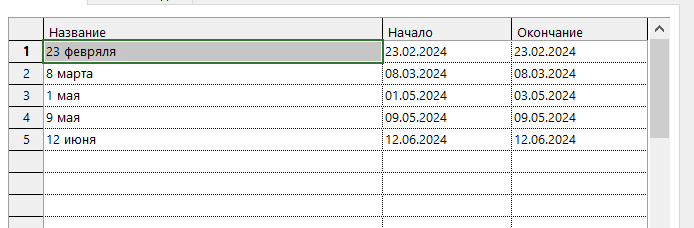 Название Начало Окончание
1 23 февряля 23.02.2024 23.02.2024
2 8 марта 08.03.2024 08.03.2024
3 1 мая 01.05.2024 03.05.2024
4 9 мая 09.05.2024 09.05.2024
5 12 июня 12.06.2024 12.06.2024